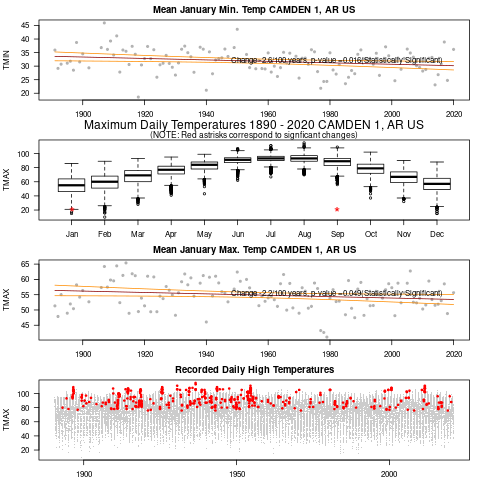 Mean January Min. Temp CAMDEN 1, AR US
TMIN
45
40
35
30
25
20
Change -2.6/100 years, p-value =0.016(Statistically Significant)
1900 1920 1940 1960 1980 2000 2020
Maximum Daily Temperatures 1890 - 2020 CAMDEN 1, AR US
(NOTE: Red astriks correspond to signficant changes)
TMAX
100
80
60
40
20
Jan Feb Mar Apr May Jun Jul Aug Sep Oct Nov Dec
Mean January Max. Temp CAMDEN 1, AR US
TMAX
65
60
55
50
45
Change -2.2/100 years, p-value =0.049(Statistically Significant)
1900 1920 1940 1960 1980 2000 2020
Recorded Daily High Temperatures
TMAX
100
80
60
40
20
1900 1950 2000